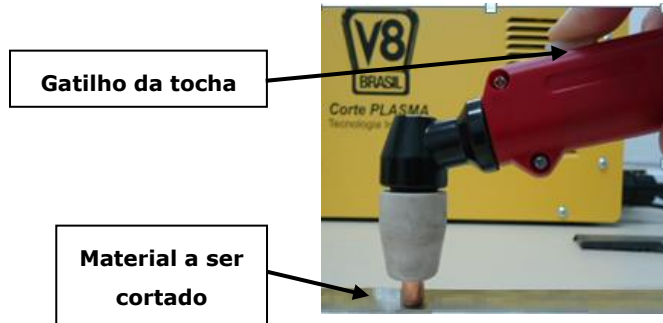 Gatilho da tocha
Material a ser
cortado
V8
BRASIL
Corte PLASMA
Tecnologia